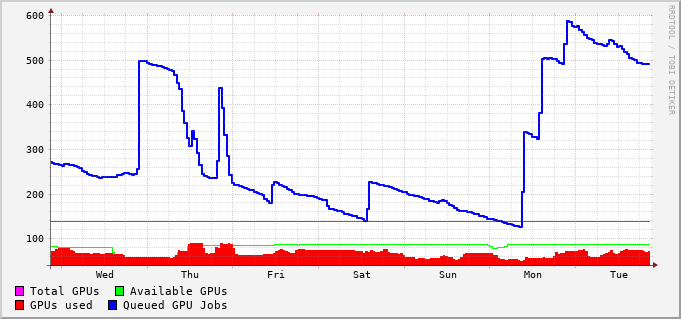 600
500
400
300
200
100
Wed Thu Fri Sat Sun Mon Tue
Total GPUs Available GPUs
GPUs used Queued GPU Jobs
RRDTOOL / TOBI OETIKER